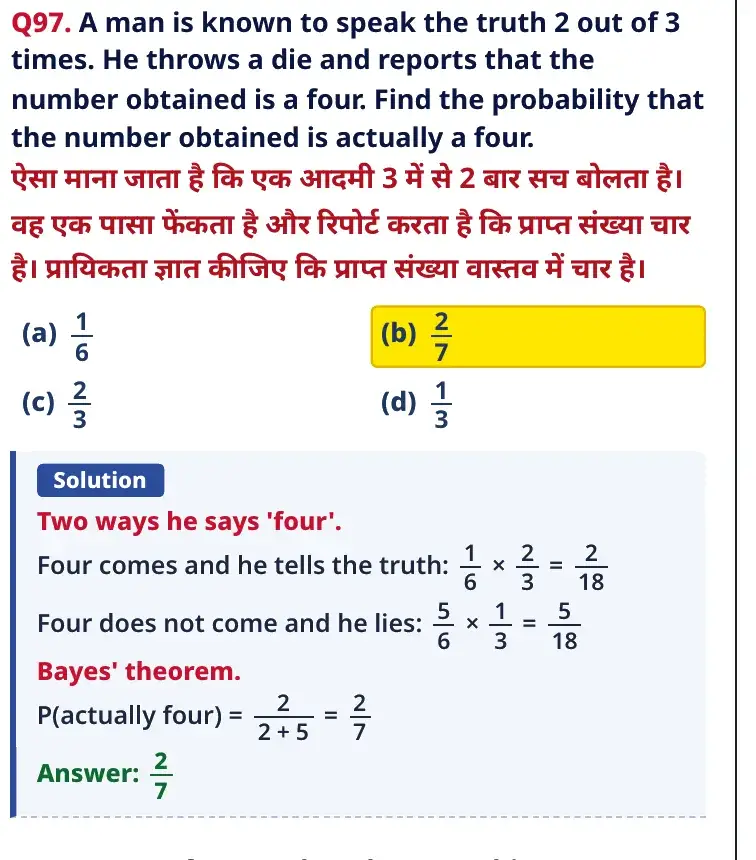 Q97. A man is known to speak the truth 2 out of 3
times. He throws a die and reports that the
number obtained is a four. Find the probability that
the number obtained is actually a four.
ऐसा माना जाता है कि एक आदमी 3 में से 2 बार सच बोलता है।
वह एक पासा फेंकता है और रिपोर्ट करता है कि प्राप्त संख्या चार
है। प्रायिकता ज्ञात कीजिए कि प्राप्त संख्या वास्तव में चार है।
(a) 1/6 (b) 2/7
(c) 2/3 (d) 1/3
Solution
Two ways he says 'four'.
Four comes and he tells the truth: 1/6 × 2/3 = 2/18
Four does not come and he lies: 5/6 × 1/3 = 5/18
Bayes' theorem.
P(actually four) = 2/(2 + 5) = 2/7
Answer: 2/7